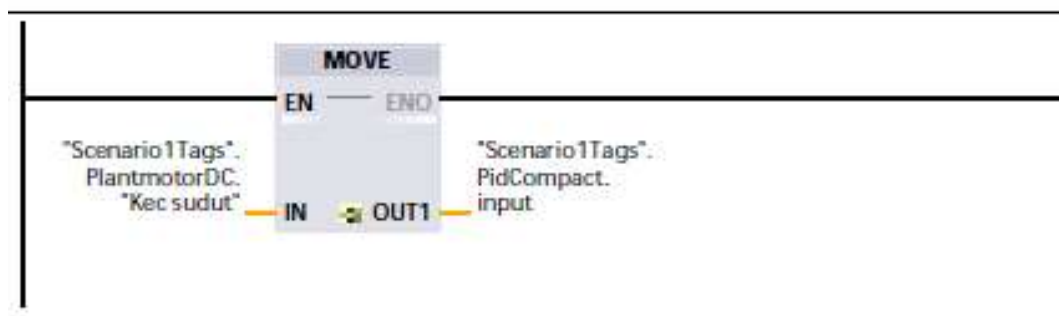 MOVE
EN ENO
"Scenario1Tags".
PlantmotorDC.
"Kec sudut"
IN OUT1
"Scenario1Tags".
PidCompact.
input